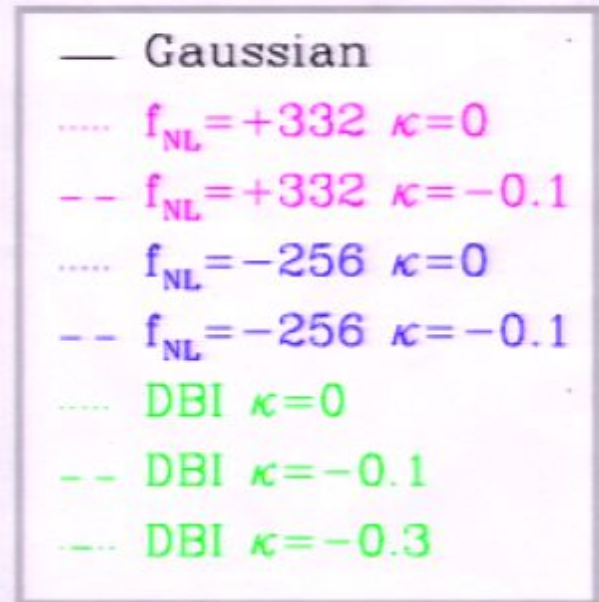 Gaussian
f_NL=+332 κ=0
f_NL=+332 κ=−0.1
f_NL=−256 κ=0
f_NL=−256 κ=−0.1
DBI κ=0
DBI κ=−0.1
DBI κ=−0.3